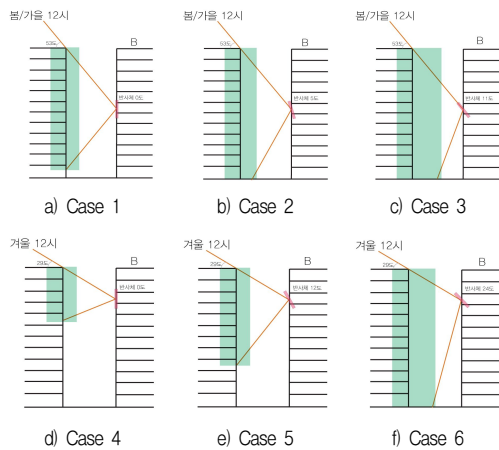 봄/가을 12시
53도
B
반사체 0도
a) Case 1
봄/가을 12시
53도
B
반사체 5도
b) Case 2
봄/가을 12시
53도
B
반사체 11도
c) Case 3
겨울 12시
29도
B
반사체 0도
d) Case 4
겨울 12시
29도
B
반사체 12도
e) Case 5
겨울 12시
29도
B
반사체 24도
f) Case 6